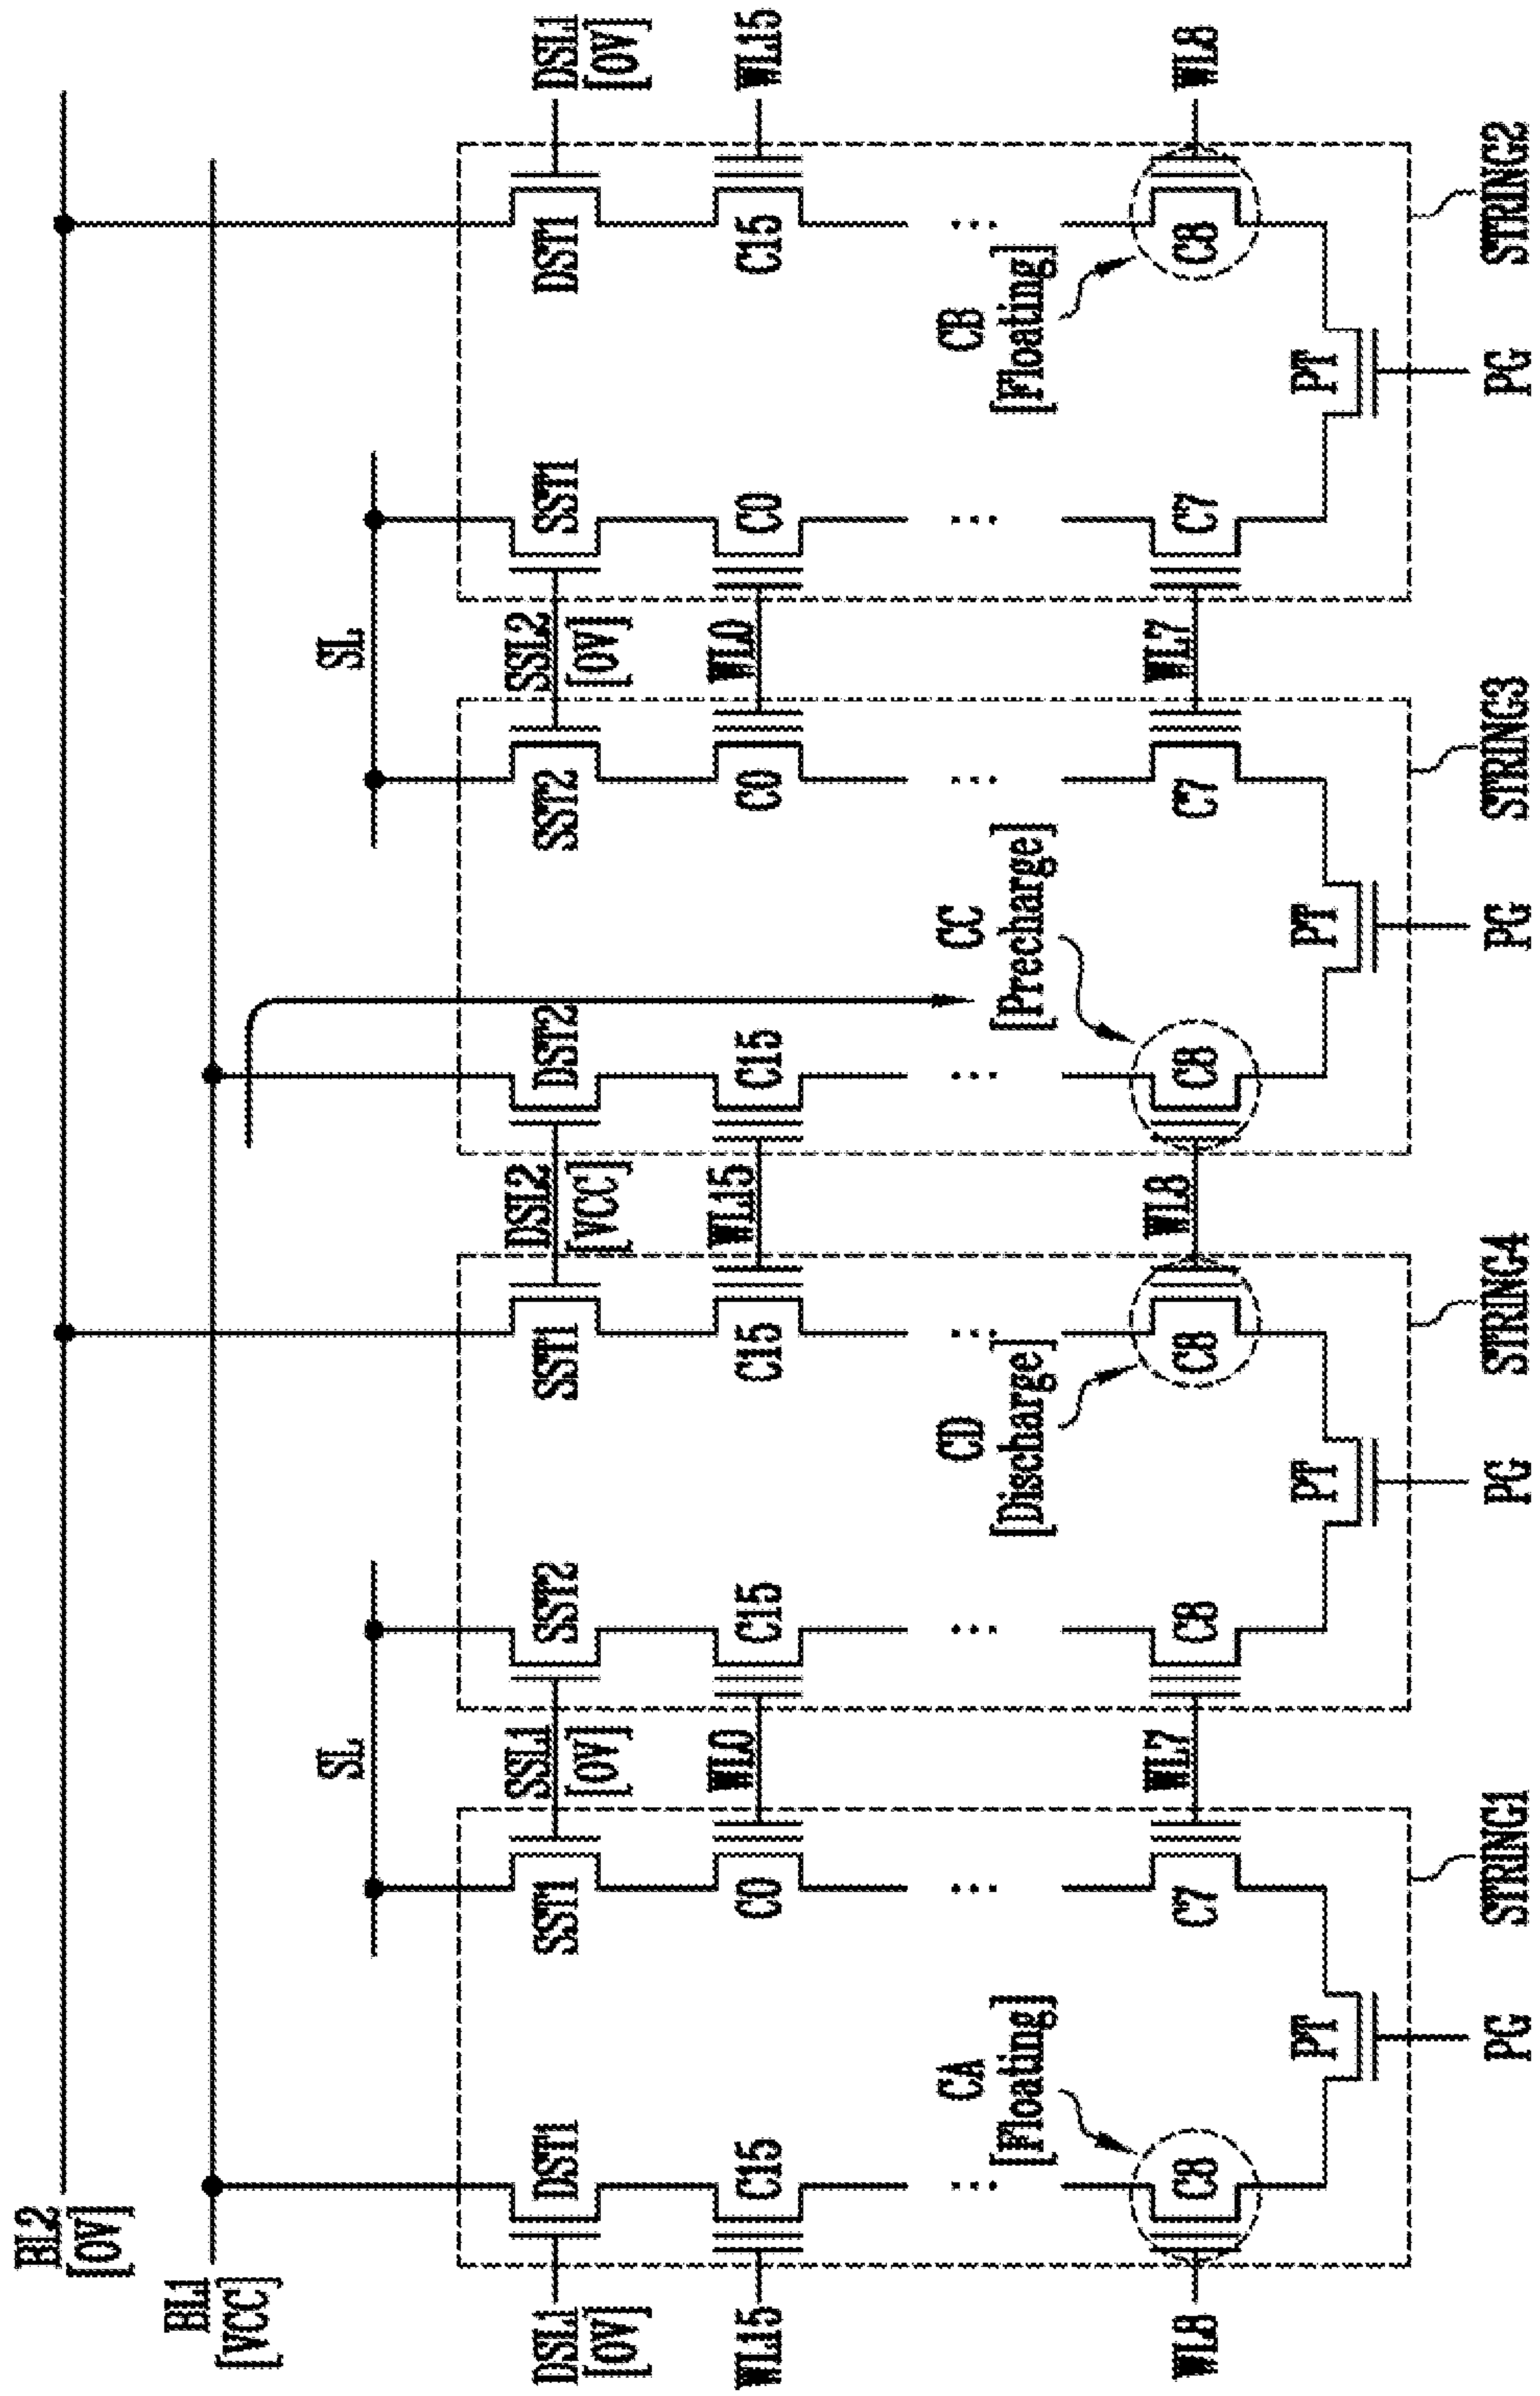 BL2
[0V]
BL1
[VCC]
SL
SL
DSL1
[0V]
DST1
SST1
SSL1
[0V]
SST2
SST1
DSL2
[VCC]
DST2
SST2
SSL2
[0V]
SST1
DST1
DSL1
[0V]
WL15
C15
C0
WL0
C15
C15
WL15
C15
C0
WL0
C0
C15
WL15
CA
[Floating]
CD
[Discharge]
CC
[Precharge]
CB
[Floating]
WL8
C8
C7
WL7
C8
C8
WL8
C8
C7
WL7
C7
C8
WL8
PT
PT
PT
PT
PG
PG
PG
PG
STRING1
STRING4
STRING3
STRING2